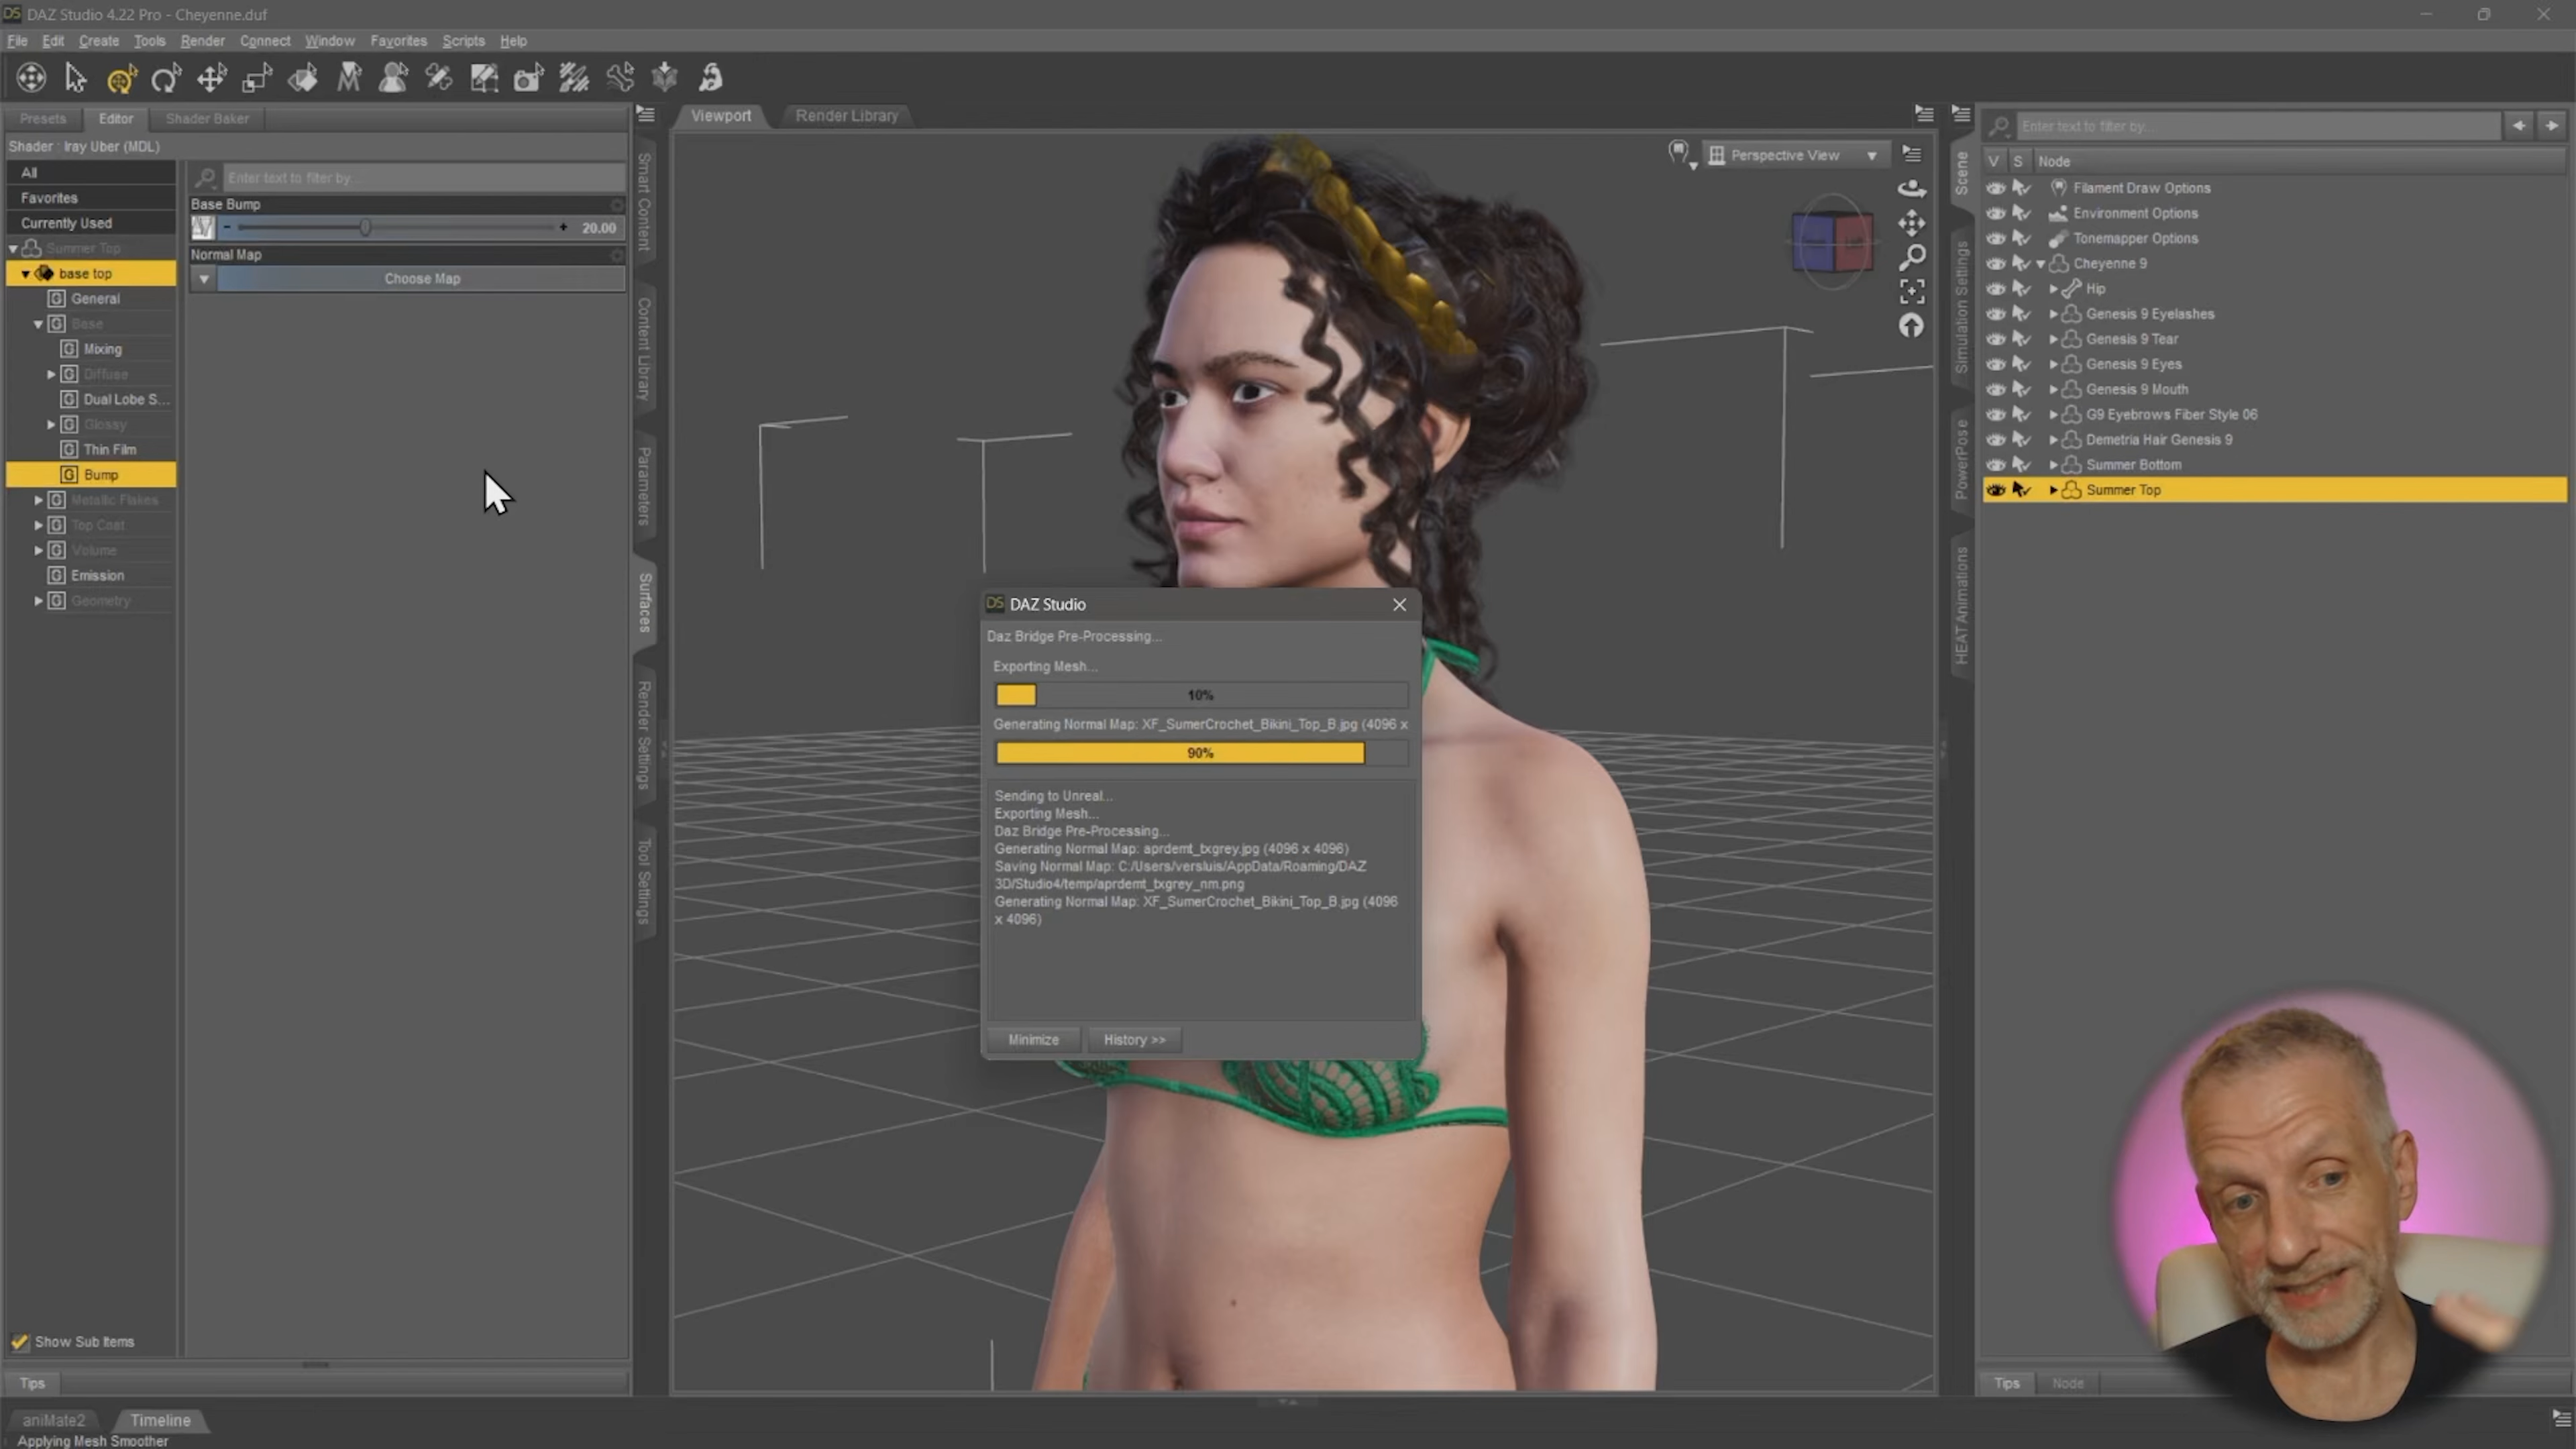 DS DAZ Studio 4.22 Pro - Cheyenne.duf
File Edit Create Tools Render Connect Window Favorites Scripts Help
Presets Editor Shader Baker
Shader : Iray Uber (MDL)
All
Favorites
Currently Used
Summer Top
base top
General
Base
Mixing
Diffuse
Dual Lobe S...
Glossy
Thin Film
Bump
Metallic Flakes
Top Coat
Volume
Emission
Geometry
Show Sub Items
Tips
Enter text to filter by...
Base Bump
- + 20.00
Normal Map
Choose Map
Smart Content
Content Library
Parameters
Surfaces
Render Settings
Tool Settings
Viewport Render Library
Perspective View
DS DAZ Studio
Daz Bridge Pre-Processing...
Exporting Mesh...
10%
Generating Normal Map: XF_SumerCrochet_Bikini_Top_B.jpg (4096 x
90%
Sending to Unreal...
Exporting Mesh...
Daz Bridge Pre-Processing...
Generating Normal Map: aprdemt_txgrey.jpg (4096 x 4096)
Saving Normal Map: C:/Users/versluis/AppData/Roaming/DAZ
3D/Studio4/temp/aprdemt_txgrey_nm.png
Generating Normal Map: XF_SumerCrochet_Bikini_Top_B.jpg (4096
x 4096)
Minimize History >>
Scene
Simulation Settings
PowerPose
HEATAnimations
Enter text to filter by...
V S Node
Filament Draw Options
Environment Options
Tonemapper Options
Cheyenne 9
Hip
Genesis 9 Eyelashes
Genesis 9 Tear
Genesis 9 Eyes
Genesis 9 Mouth
G9 Eyebrows Fiber Style 06
Demetria Hair Genesis 9
Summer Bottom
Summer Top
Tips Node
aniMate2 Timeline
Applying Mesh Smoother